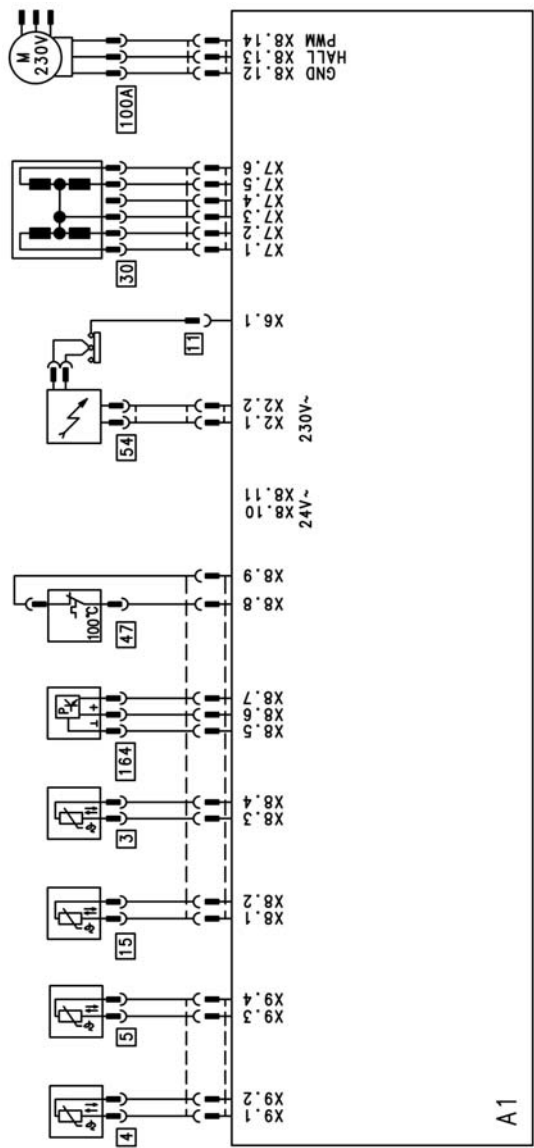 M
230V
100A
X8.14 PWM
X8.13 HALL
X8.12 GND
30
X7.6
X7.5
X7.4
X7.3
X7.2
X7.1
11
X6.1
54
X2.2
X2.1
230V~
X8.11
X8.10
24V~
X8.9
100°C
47
X8.8
P
K
+
⊥
164
X8.7
X8.6
X8.5
ϑ
3
X8.4
X8.3
ϑ
15
X8.2
X8.1
ϑ
5
X9.4
X9.3
ϑ
4
X9.2
X9.1
A1